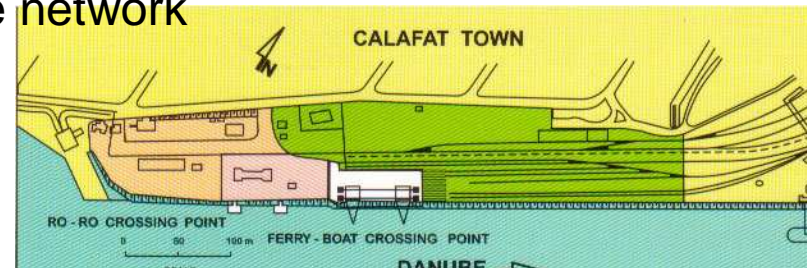 e network
N
CALAFAT TOWN
RO - RO CROSSING POINT
0 50 100 m
FERRY - BOAT CROSSING POINT
DANUBE